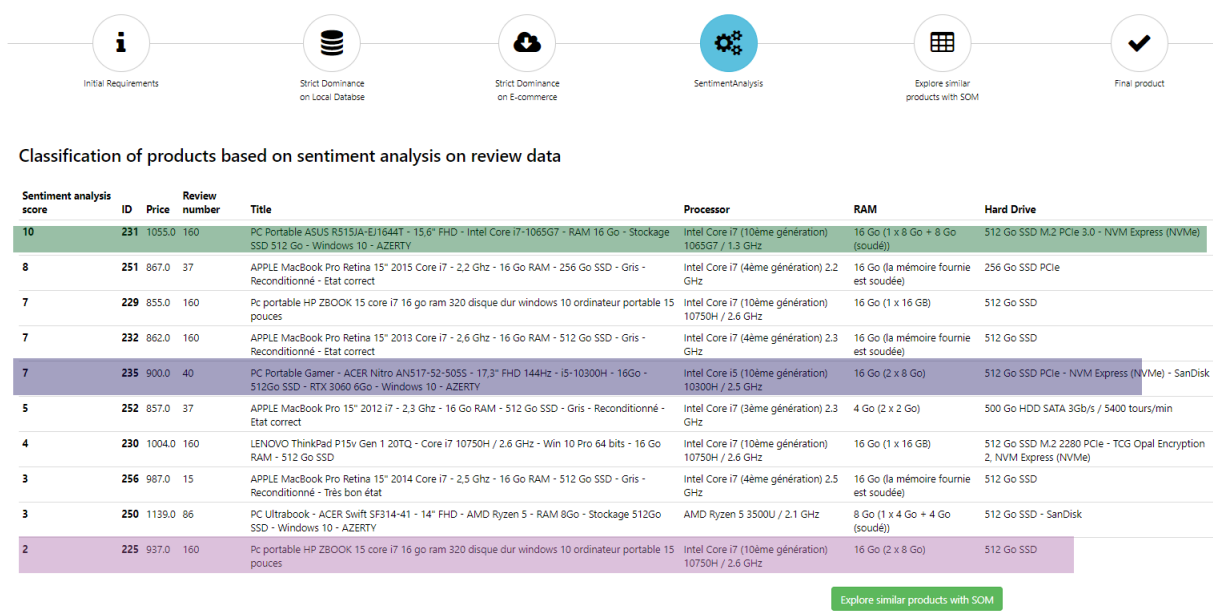 Initial Requirements
Strict Dominance
on Local Databse
Strict Dominance
on E-commerce
SentimentAnalysis
Explore similar
products with SOM
Final product
Classification of products based on sentiment analysis on review data
Sentiment analysis score ID Price Review number Title Processor RAM Hard Drive
10 231 1055.0 160 PC Portable ASUS R515JA-EJ1644T - 15,6" FHD - Intel Core i7-1065G7 - RAM 16 Go - Stockage Intel Core i7 (10ème génération) 16 Go (1 x 8 Go + 8 Go 512 Go SSD M.2 PCIe 3.0 - NVM Express (NVMe)
SSD 512 Go - Windows 10 - AZERTY 1065G7 / 1.3 GHz (soudé))
8 251 867.0 37 APPLE MacBook Pro Retina 15" 2015 Core i7 - 2,2 Ghz - 16 Go RAM - 256 Go SSD - Gris - Intel Core i7 (4ème génération) 2.2 16 Go (la mémoire fournie 256 Go SSD PCIe
Reconditionné - Etat correct GHz est soudée)
7 229 855.0 160 Pc portable HP ZBOOK 15 core i7 16 go ram 320 disque dur windows 10 ordinateur portable 15 Intel Core i7 (10ème génération) 16 Go (1 x 16 GB) 512 Go SSD
pouces 10750H / 2.6 GHz
7 232 862.0 160 APPLE MacBook Pro Retina 15" 2013 Core i7 - 2,6 Ghz - 16 Go RAM - 512 Go SSD - Gris - Intel Core i7 (4ème génération) 2.3 16 Go (la mémoire fournie 512 Go SSD
Reconditionné - Etat correct GHz est soudée)
7 235 900.0 40 PC Portable Gamer - ACER Nitro AN517-52-505S - 17,3" FHD 144Hz - i5-10300H - 16Go - Intel Core i5 (10ème génération) 16 Go (2 x 8 Go) 512 Go SSD PCIe - NVM Express (NVMe) - SanDisk
512Go SSD - RTX 3060 6Go - Windows 10 - AZERTY 10300H / 2.5 GHz
5 252 857.0 37 APPLE MacBook Pro 15" 2012 i7 - 2,3 Ghz - 16 Go RAM - 512 Go SSD - Gris - Reconditionné - Intel Core i7 (3ème génération) 2.3 4 Go (2 x 2 Go) 500 Go HDD SATA 3Gb/s / 5400 tours/min
Etat correct GHz
4 230 1004.0 160 LENOVO ThinkPad P15v Gen 1 20TQ - Core i7 10750H / 2.6 GHz - Win 10 Pro 64 bits - 16 Go Intel Core i7 (10ème génération) 16 Go (1 x 16 GB) 512 Go SSD M.2 2280 PCIe - TCG Opal Encryption
RAM - 512 Go SSD 10750H / 2.6 GHz 2, NVM Express (NVMe)
3 256 987.0 15 APPLE MacBook Pro Retina 15" 2014 Core i7 - 2,5 Ghz - 16 Go RAM - 512 Go SSD - Gris - Intel Core i7 (4ème génération) 2.5 16 Go (la mémoire fournie 512 Go SSD
Reconditionné - Très bon état GHz est soudée)
3 250 1139.0 86 PC Ultrabook - ACER Swift SF314-41 - 14" FHD - AMD Ryzen 5 - RAM 8Go - Stockage 512Go AMD Ryzen 5 3500U / 2.1 GHz 8 Go (1 x 4 Go + 4 Go 512 Go SSD - SanDisk
SSD - Windows 10 - AZERTY (soudé))
2 225 937.0 160 Pc portable HP ZBOOK 15 core i7 16 go ram 320 disque dur windows 10 ordinateur portable 15 Intel Core i7 (10ème génération) 16 Go (2 x 8 Go) 512 Go SSD
pouces 10750H / 2.6 GHz
Explore similar products with SOM